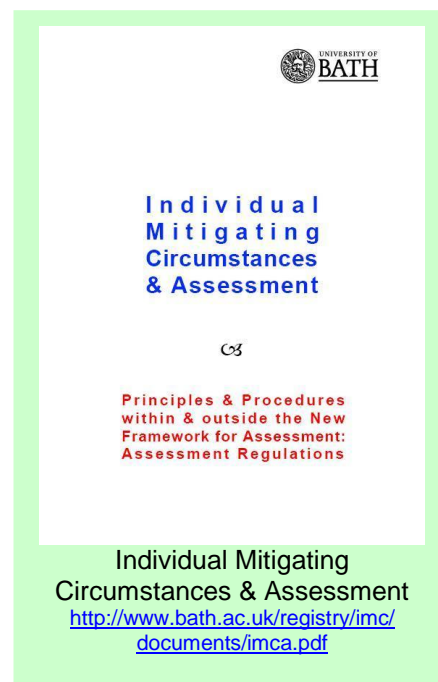 UNIVERSITY OF
BATH
Individual
Mitigating
Circumstances
& Assessment
Principles & Procedures
within & outside the New
Framework for Assessment:
Assessment Regulations
Individual Mitigating
Circumstances & Assessment
http://www.bath.ac.uk/registry/imc/
documents/imca.pdf